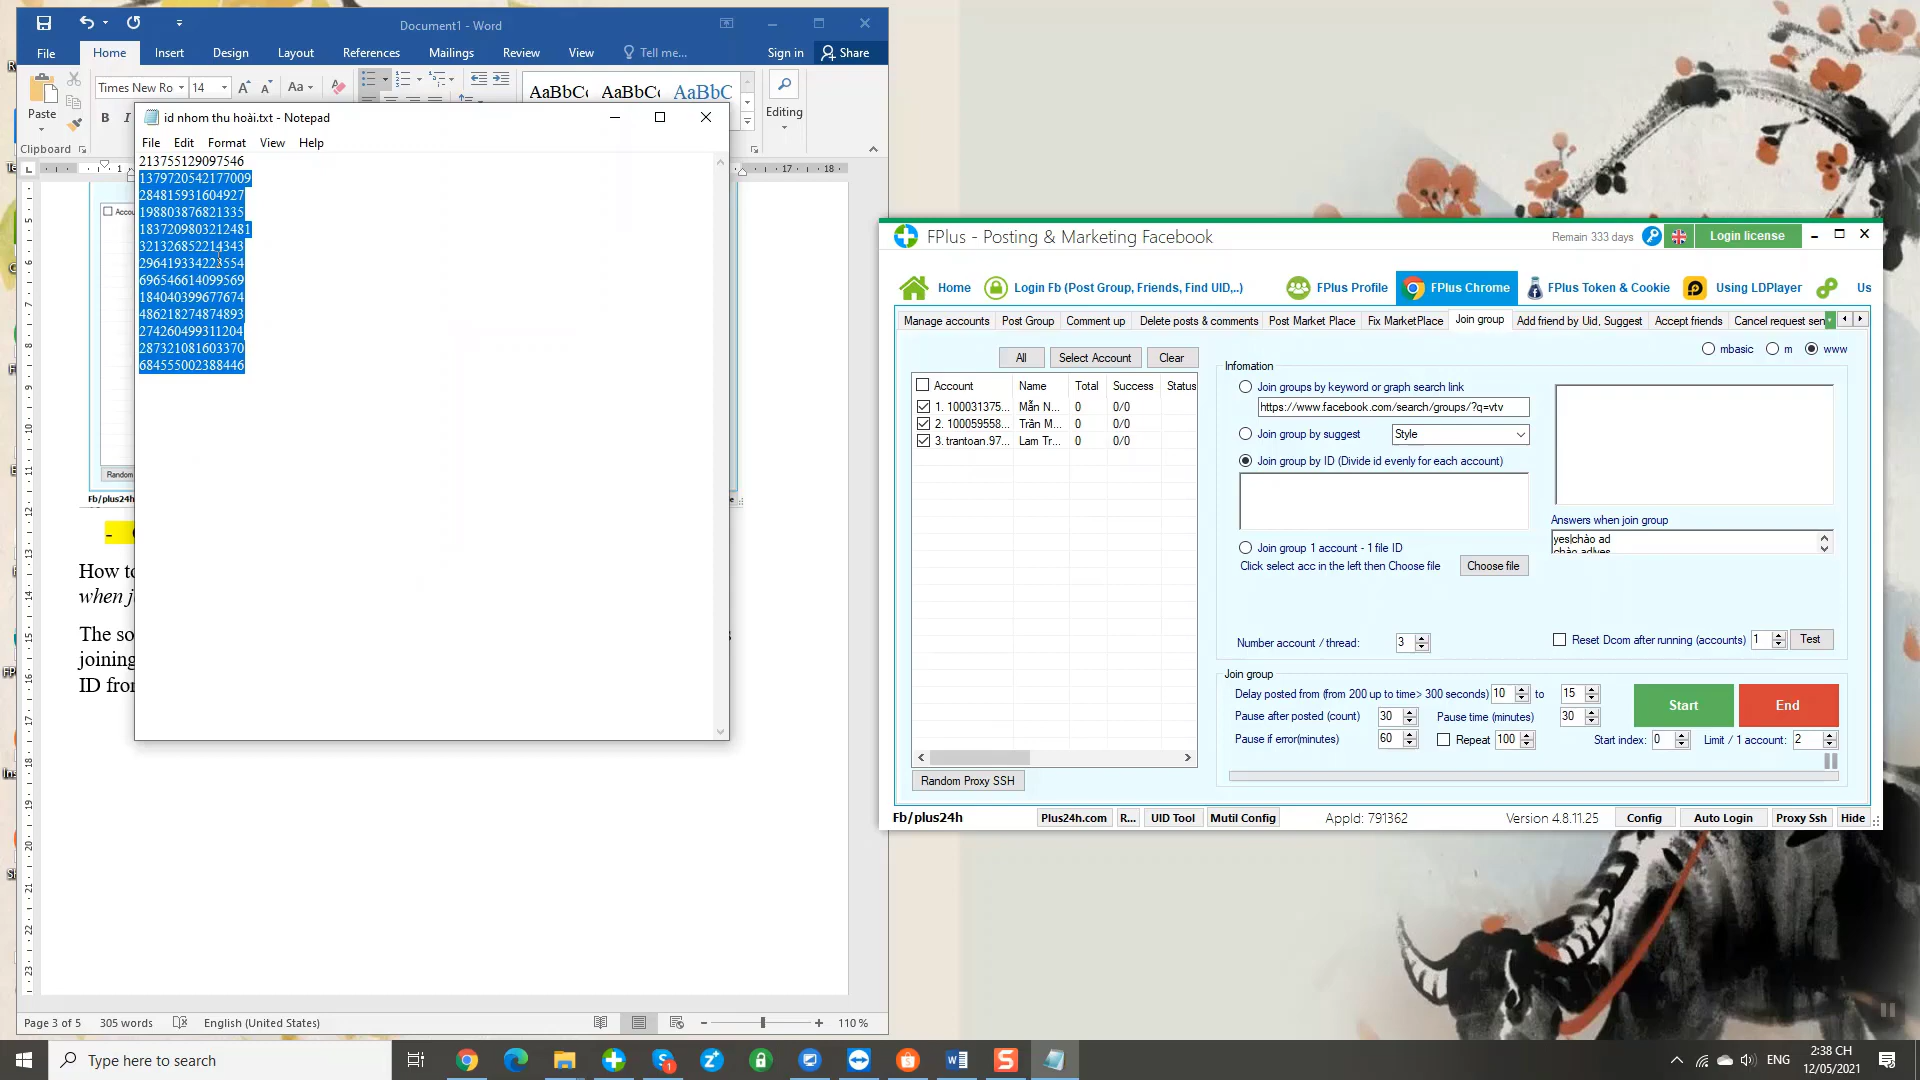 Document1 - Word
File
Home
Insert
Design
Layout
References
Mailings
Review
View
Tell me...
Sign in
Share
Paste
Times New Ro
14
Aa
B
I
AaBbCc
AaBbCc
AaBbC
Editing
Clipboard
id nhom thu hoài.txt - Notepad
File
Edit
Format
View
Help
213755129097546
1379720542177009
284815931604927
198803876821335
1837209803212481
321326852214343
696546614099569
184040399677674
486218274874893
274260499311204
287321081603370
684555002388446
Random
Fb/plus24h
How to
when j
The so
joining
ID from
Page 3 of 5
305 words
English (United States)
110 %
FPlus - Posting & Marketing Facebook
Remain 333 days
Login license
Home
Login Fb (Post Group, Friends, Find UID,..)
FPlus Profile
FPlus Chrome
FPlus Token & Cookie
Using LDPlayer
Us
Manage accounts
Post Group
Comment up
Delete posts & comments
Post Market Place
Fix MarketPlace
Join group
Add friend by Uid, Suggest
Accept friends
Cancel request sen
All
Select Account
Clear
mbasic
m
www
Account Name Total Success Status
1. 100031375... Mẫn N... 0 0/0
2. 100059558... Trân M... 0 0/0
3. trantoan.97... Lam Tr... 0 0/0
Random Proxy SSH
Infomation
Join groups by keyword or graph search link
https://www.facebook.com/search/groups/?q=vtv
Join group by suggest
Style
Join group by ID (Divide id evenly for each account)
Join group 1 account - 1 file ID
Click select acc in the left then Choose file
Choose file
Answers when join group
yes|chào ad
chào ad|yes
Number account / thread:
3
Reset Dcom after running (accounts)
1
Test
Join group
Delay posted from (from 200 up to time> 300 seconds)
10
to
15
Pause after posted (count)
30
Pause time (minutes)
30
Pause if error(minutes)
60
Repeat
100
Start
End
Start index:
0
Limit / 1 account:
2
Fb/plus24h
Plus24h.com
R...
UID Tool
Mutil Config
AppId: 791362
Version 4.8.11.25
Config
Auto Login
Proxy Ssh
Hide
Type here to search
ENG
2:38 CH
12/05/2021